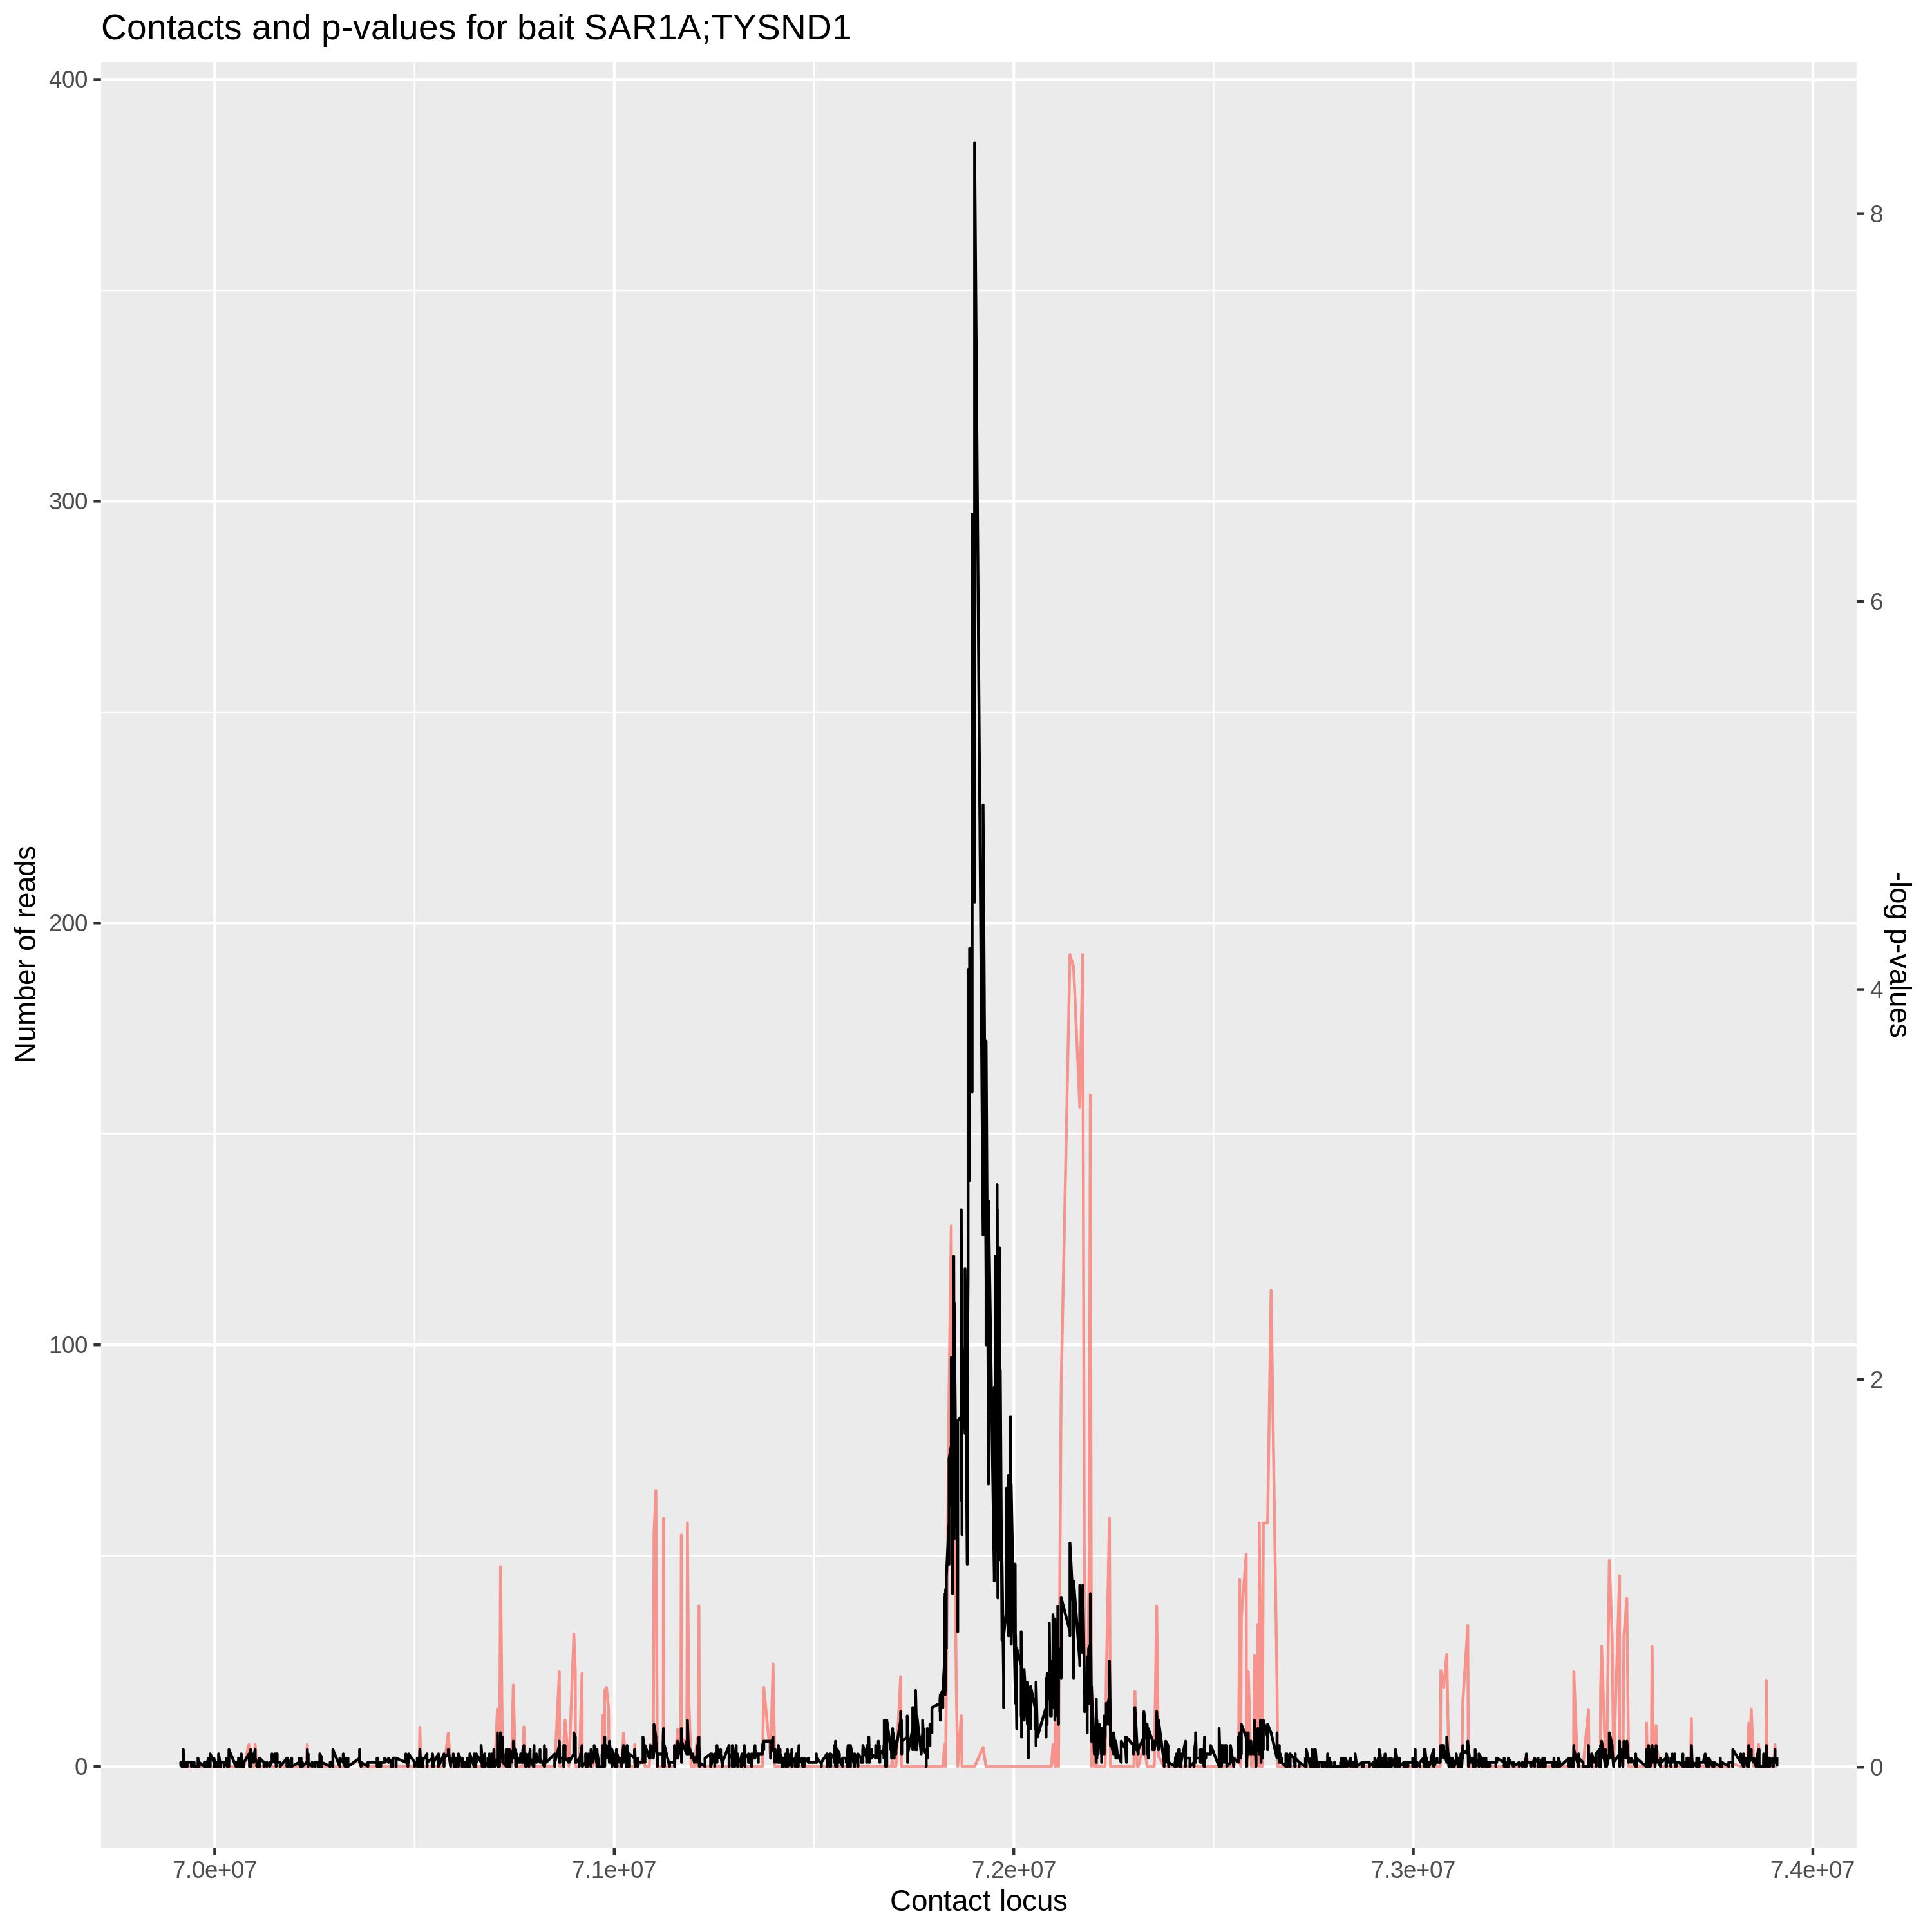 Contacts and p-values for bait SAR1A;TYSND1
400
300
200
100
0
Number of reads
8
6
4
2
0
-log p-values
7.0e+07
7.1e+07
7.2e+07
7.3e+07
7.4e+07
Contact locus